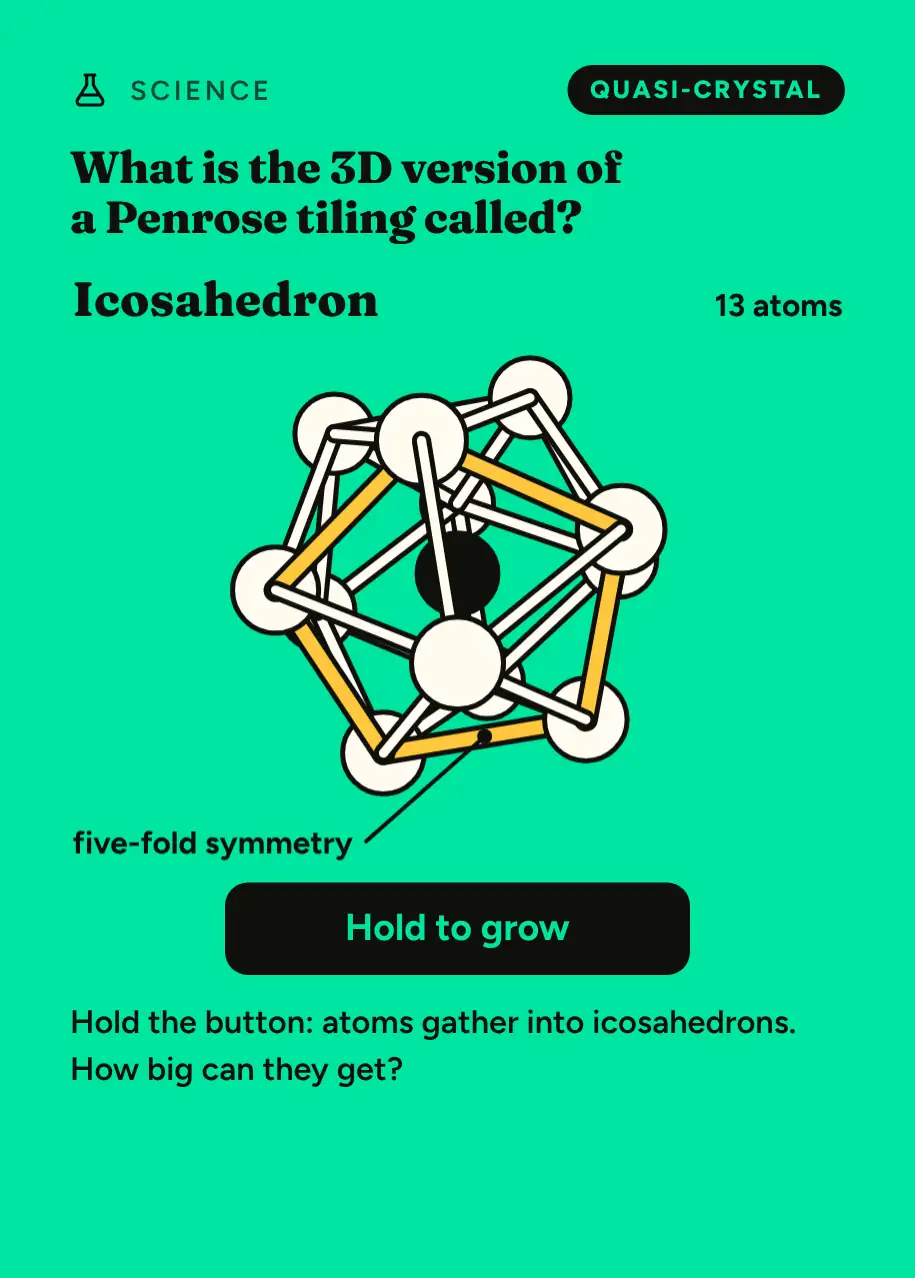 SCIENCE
QUASI-CRYSTAL
What is the 3D version of
a Penrose tiling called?
Icosahedron
13 atoms
five-fold symmetry
Hold to grow
Hold the button: atoms gather into icosahedrons.
How big can they get?